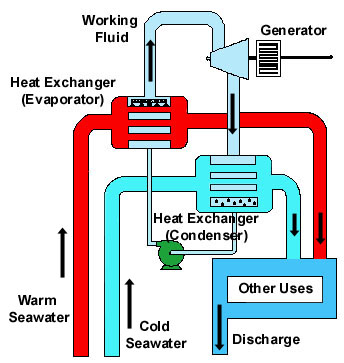 Working
Fluid
Generator
Heat Exchanger
(Evaporator)
Heat Exchanger
(Condenser)
Other Uses
Warm
Seawater
Cold
Seawater
Discharge